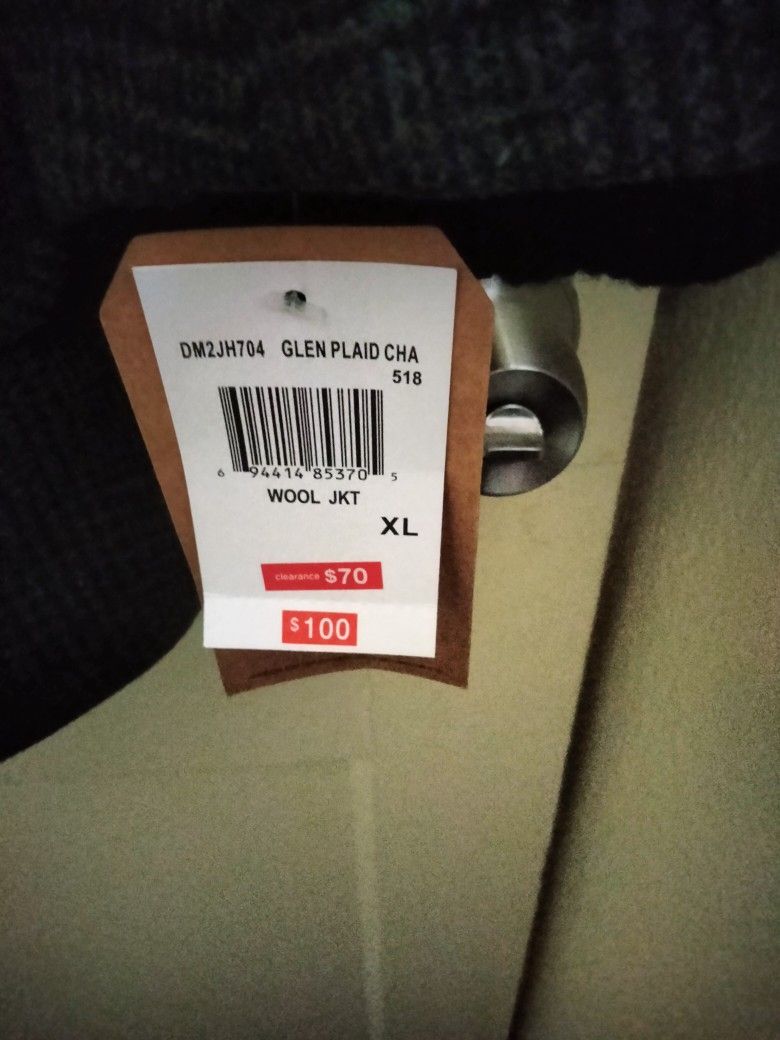 DM2JH704 GLEN PLAID CHA
518
6 94414 85370 5
WOOL JKT
XL
clearance $70
$100